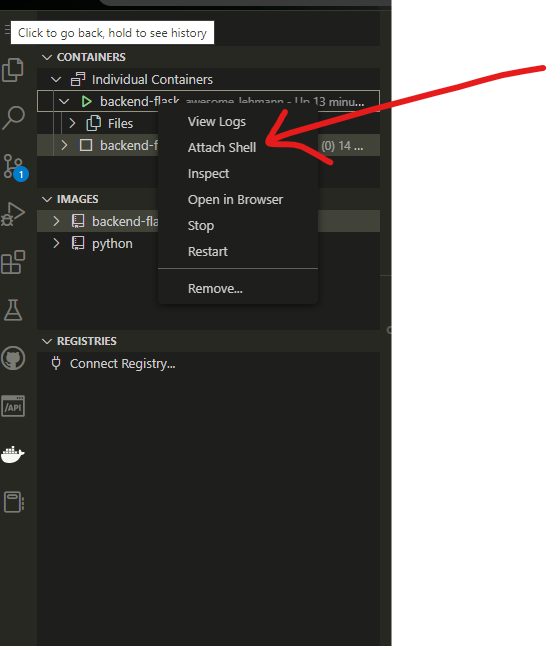 Click to go back, hold to see history
CONTAINERS
Individual Containers
backend-flask awesome_lehmann - Up 13 minu...
View Logs
Files
Attach Shell
backend-f
(0) 14 ...
1
Inspect
IMAGES
Open in Browser
backend-fla
Stop
python
Restart
Remove...
REGISTRIES
Connect Registry...
/API